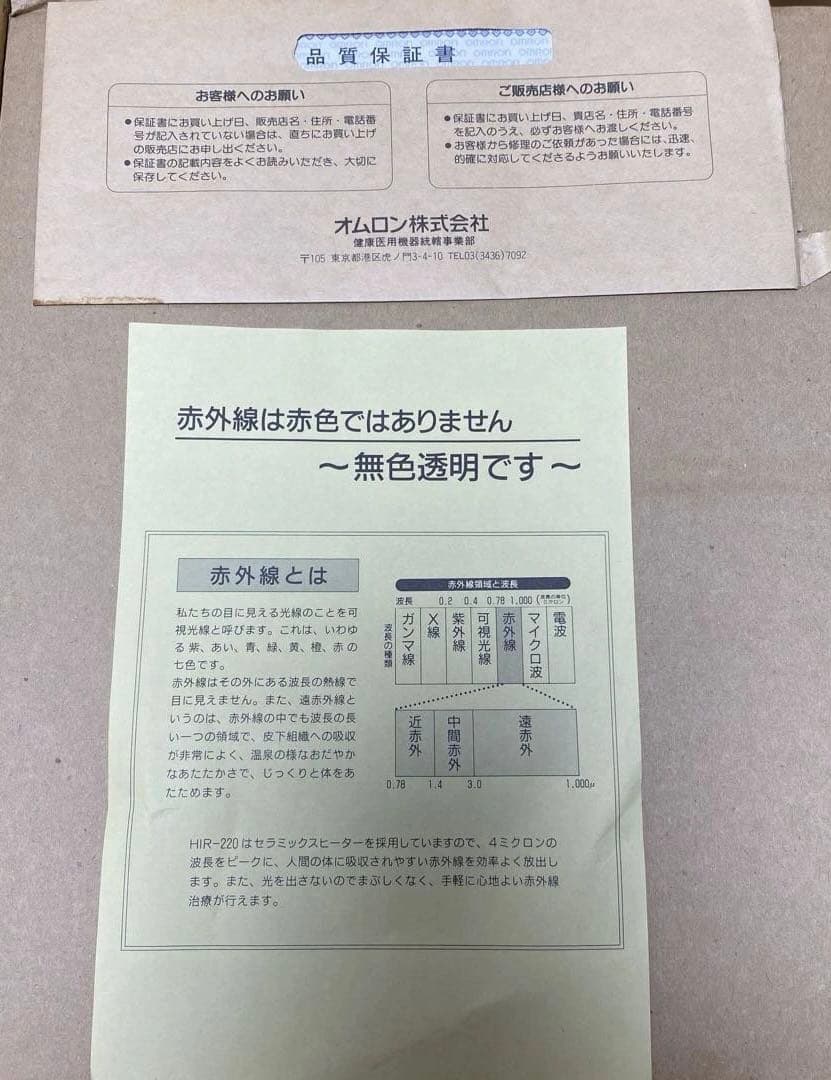 品質保証書
お客様へのお願い
●保証書にお買い上げ日、販売店名・住所・電話番
号が記入されていない場合は、直ちにお買い上げ
の販売店にお申し出ください。
●保証書の記載内容をよくお読みいただき、大切に
保存してください。
ご販売店様へのお願い
●保証書にお買い上げ日、貴店名・住所・電話番号
を記入のうえ、必ずお客様へお渡しください。
●お客様から修理のご依頼があった場合には、迅速、
的確に対応してくださるようお願いいたします。
オムロン株式会社
健康医用機器統轄事業部
〒105 東京都港区虎ノ門3-4-10 TEL03(3436)7092
赤外線は赤色ではありません
〜無色透明です〜
赤外線とは
私たちの目に見える光線のことを可
視光線と呼びます。これは、いわゆ
る 紫、あい、青、緑、黄、橙、赤 の
七色です。
赤外線はその外にある波長の熱線で
目に見えません。また、遠赤外線と
いうのは、赤外線の中でも波長の長
い一つの領域で、皮下組織への吸収
が非常によく、温泉の様なおだやか
なあたたかさで、じっくりと体をあ
たためます。
赤外線領域と波長
波長 0.2 0.4 0.78 1,000 (波長の単位ミクロン)
波長の種類
ガンマ線
X線
紫外線
可視光線
赤外線
マイクロ波
電波
近赤外
中間赤外
遠赤外
0.78 1.4 3.0 1,000μ
HIR-220はセラミックスヒーターを採用していますので、4ミクロンの
波長をピークに、人間の体に吸収されやすい赤外線を効率よく放出し
ます。また、光を出さないのでまぶしくなく、手軽に心地よい赤外線
治療が行えます。